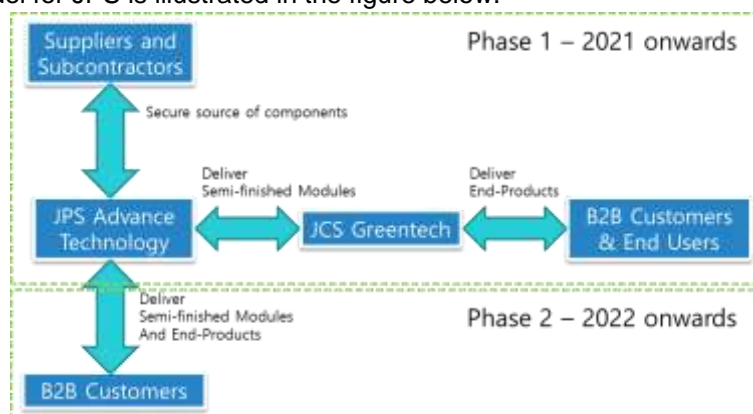 Suppliers and
Subcontractors
Phase 1 – 2021 onwards
Secure source of components
Deliver
Semi-finished Modules
Deliver
End-Products
JPS Advance
Technology
JCS Greentech
B2B Customers
& End Users
Deliver
Semi-finished Modules
And End-Products
Phase 2 – 2022 onwards
B2B Customers